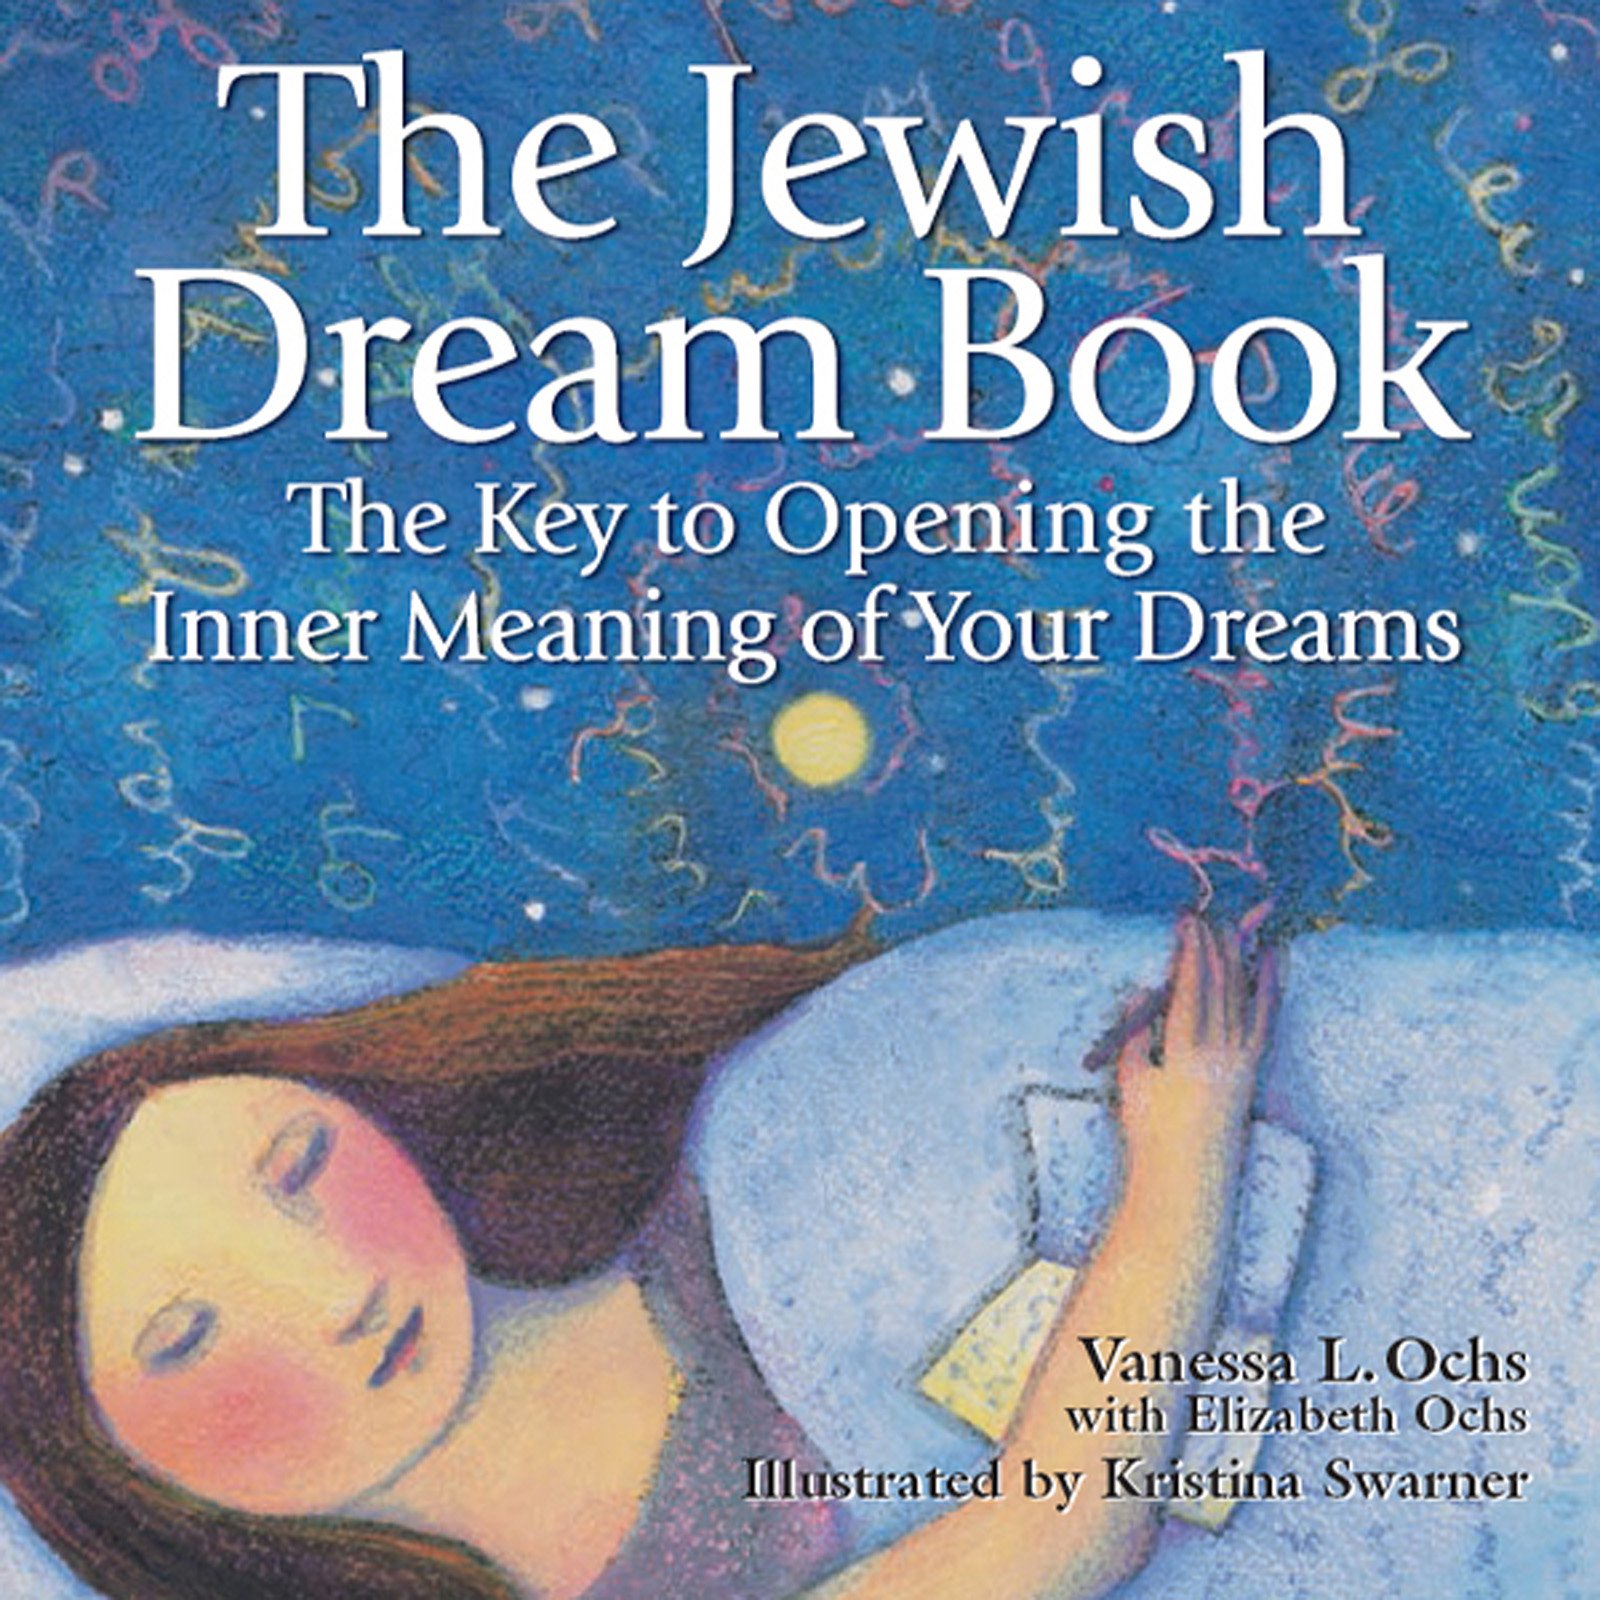 The Jewish
Dream Book
The Key to Opening the
Inner Meaning of Your Dreams
Vanessa L. Ochs
with Elizabeth Ochs
Illustrated by Kristina Swarner